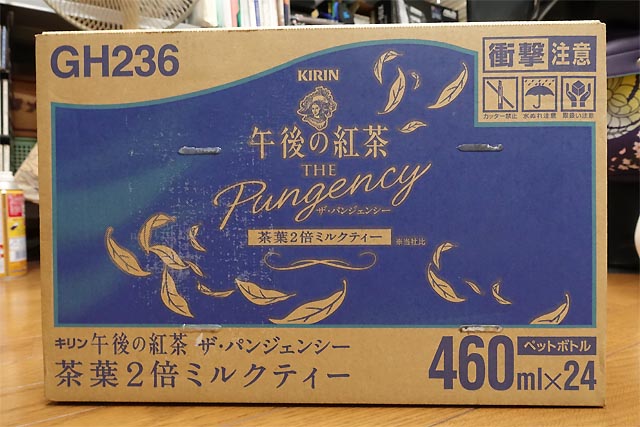 GH236
KIRIN
午後の紅茶
THE
Pungency
ザ・パンジェンシー
茶葉2倍ミルクティー
※当社比
衝撃注意
カッター禁止 水ぬれ注意 取扱い注意
キリン 午後の紅茶 ザ・パンジェンシー
茶葉2倍ミルクティー
ペットボトル
460ml×24